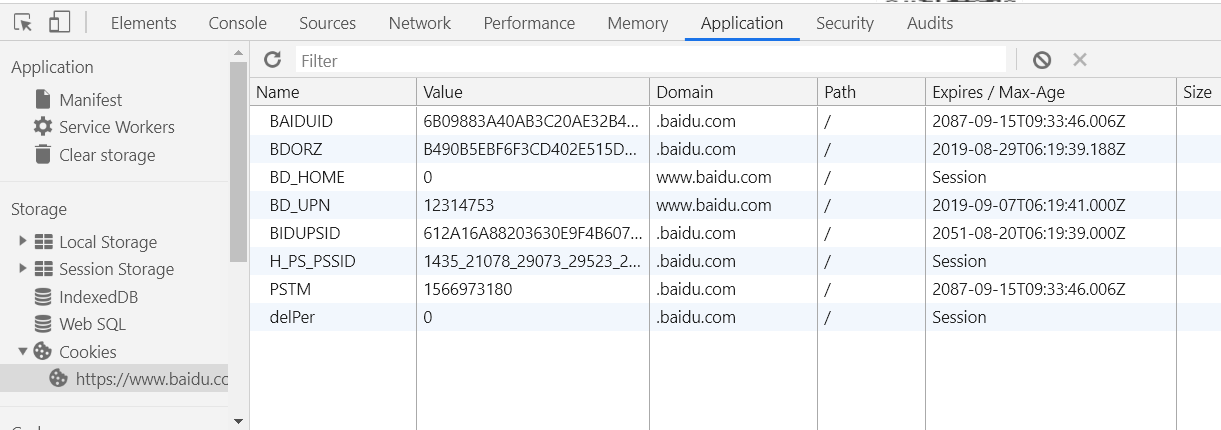 Elements Console Sources Network Performance Memory Application Security Audits
Application
Manifest
Service Workers
Clear storage
Storage
Local Storage
Session Storage
IndexedDB
Web SQL
Cookies
https://www.baidu.cc
Filter
Name Value Domain Path Expires / Max-Age Size
BAIDUID 6B09883A40AB3C20AE32B4... .baidu.com / 2087-09-15T09:33:46.006Z
BDORZ B490B5EBF6F3CD402E515D... .baidu.com / 2019-08-29T06:19:39.188Z
BD_HOME 0 www.baidu.com / Session
BD_UPN 12314753 www.baidu.com / 2019-09-07T06:19:41.000Z
BIDUPSID 612A16A88203630E9F4B607... .baidu.com / 2051-08-20T06:19:39.000Z
H_PS_PSSID 1435_21078_29073_29523_2... .baidu.com / Session
PSTM 1566973180 .baidu.com / 2087-09-15T09:33:46.006Z
delPer 0 .baidu.com / Session